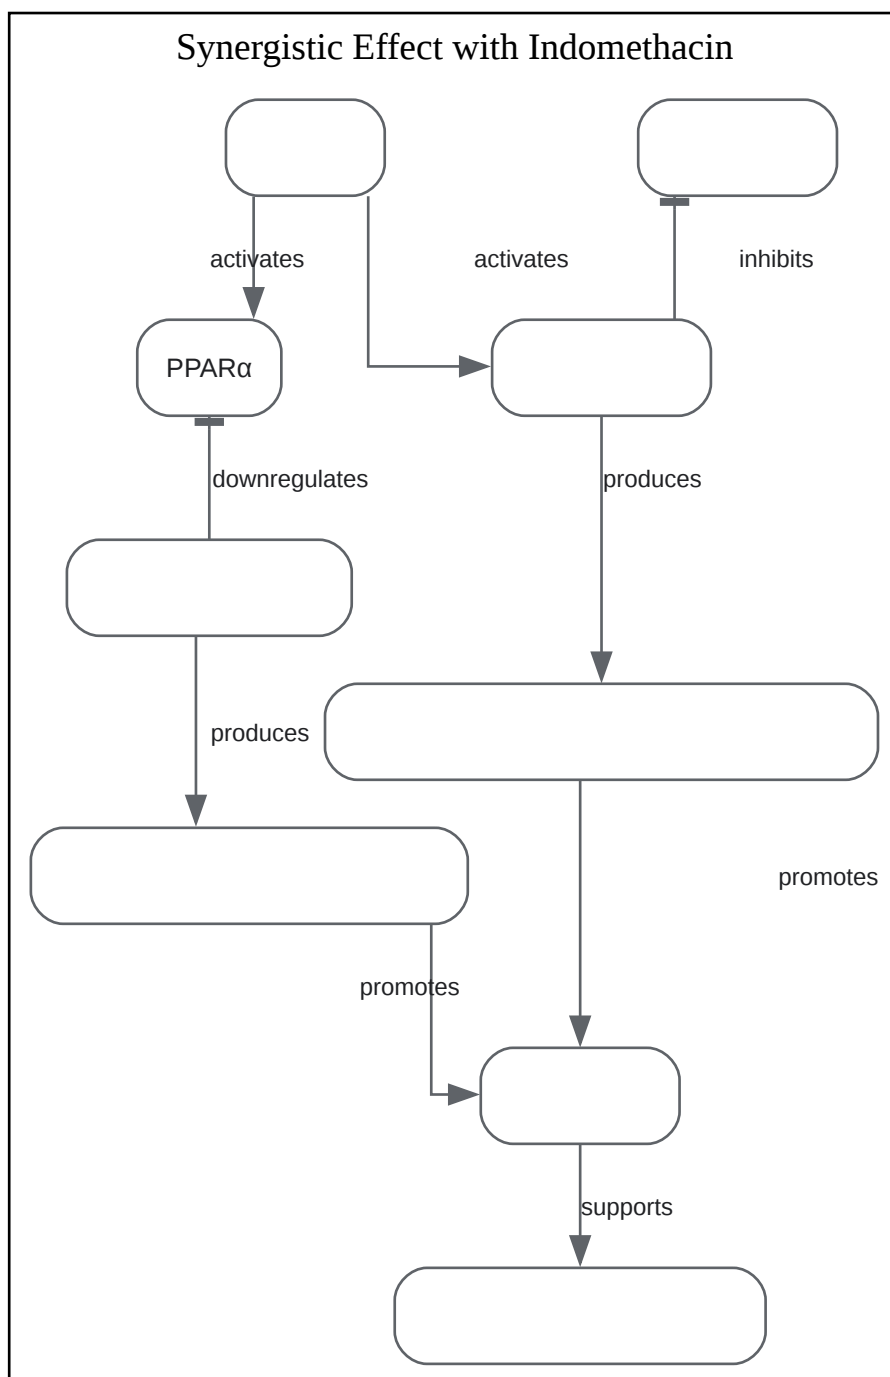 Synergistic Effect with Indomethacin
activates
activates
inhibits
PPARα
downregulates
produces
produces
promotes
promotes
supports